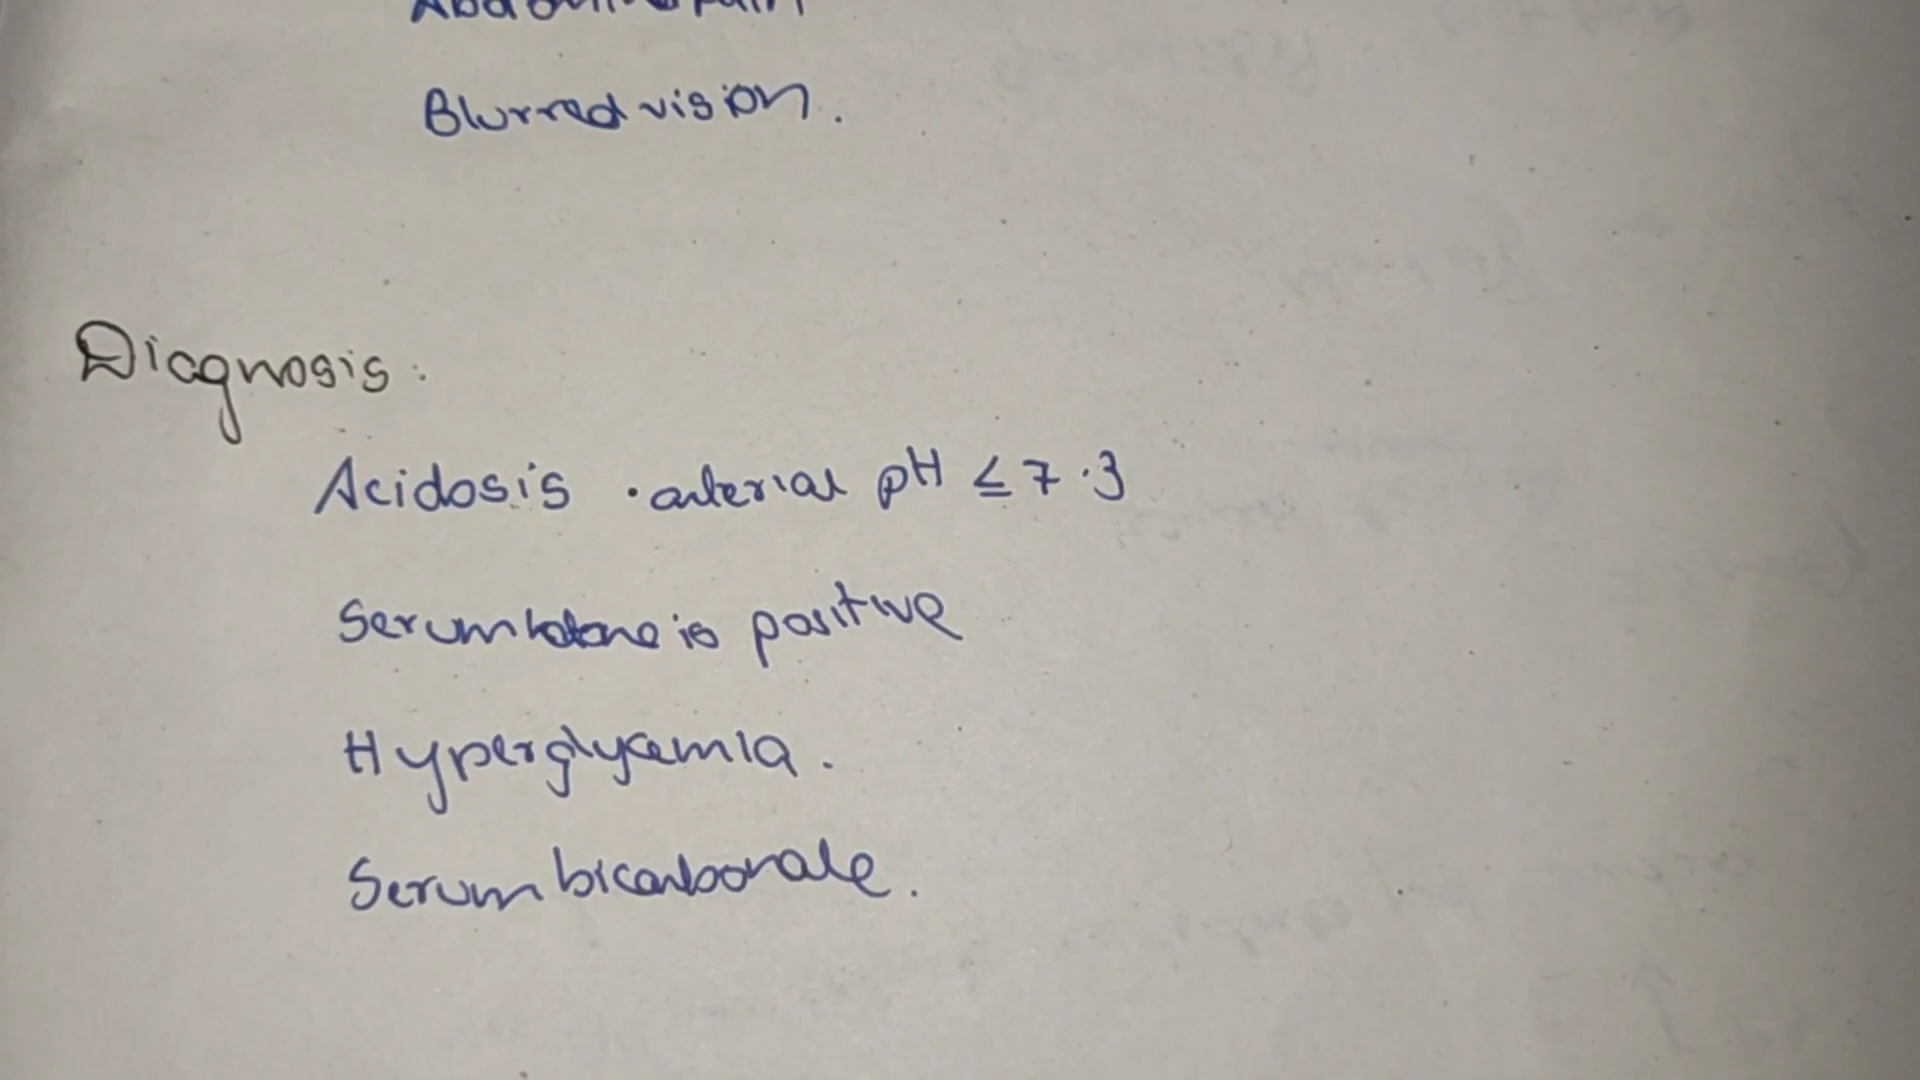 Blurred vision.
Diagnosis:
Acidosis . arterial pH ≤ 7.3
Serum ketone is positive
Hyperglycemia.
Serum bicarbonate.